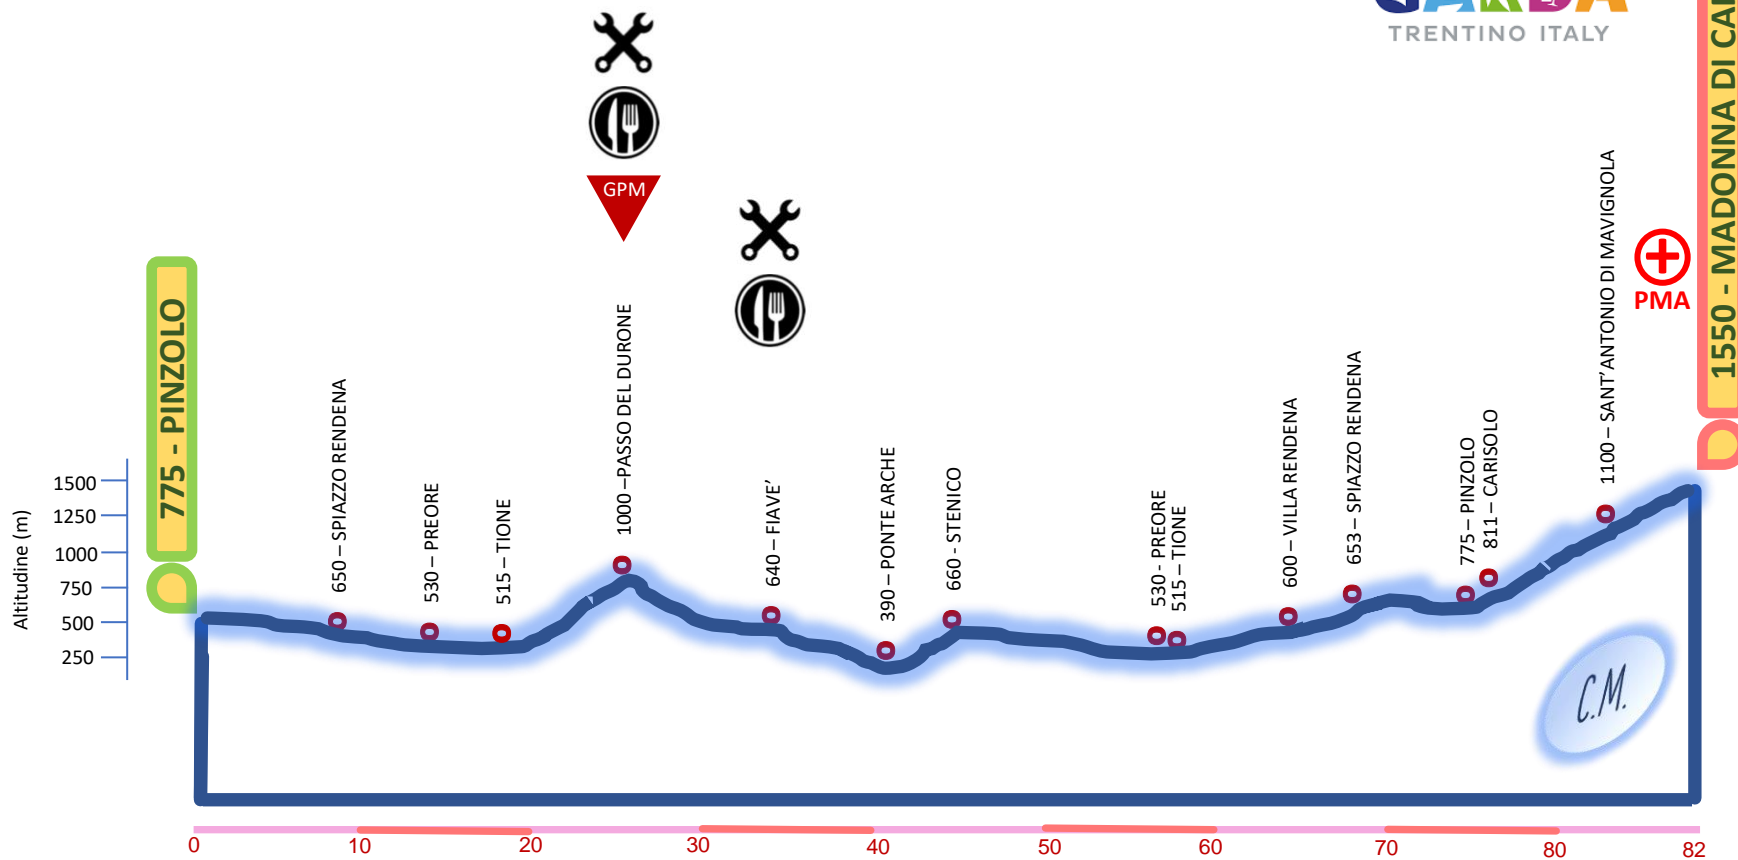 GARDA
TRENTINO ITALY
1550 - MADONNA DI CA
GPM
1100 – SANT’ANTONIO DI MAVIGNOLA
PMA
775 - PINZOLO
1000 –PASSO DEL DURONE
650 – SPIAZZO RENDENA
530 – PREORE
515 – TIONE
640 – FIAVE’
390 – PONTE ARCHE
660 - STENICO
530 - PREORE
515 – TIONE
600 – VILLA RENDENA
653 – SPIAZZO RENDENA
775 – PINZOLO
811 – CARISOLO
Altitudine (m)
1500
1250
1000
750
500
250
C.M.
0 10 20 30 40 50 60 70 80 82